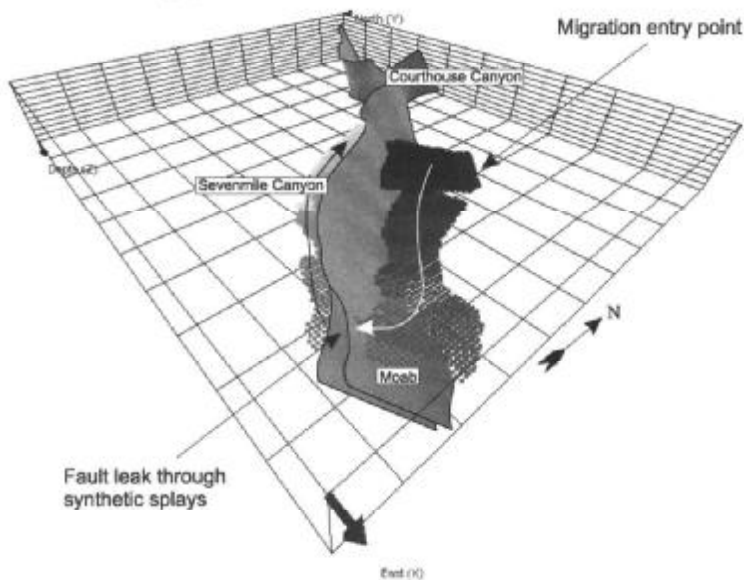 North (Y)
Migration entry point
Courthouse Canyon
Depth (Z)
Sevenmile Canyon
N
Moab
Fault leak through
synthetic splays
East (X)